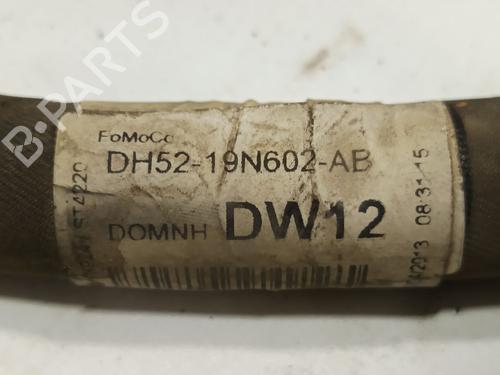 FoMoCo
DH52-19N602-AB
DOMNH DW12
2013 08:31:15
B-PARTS